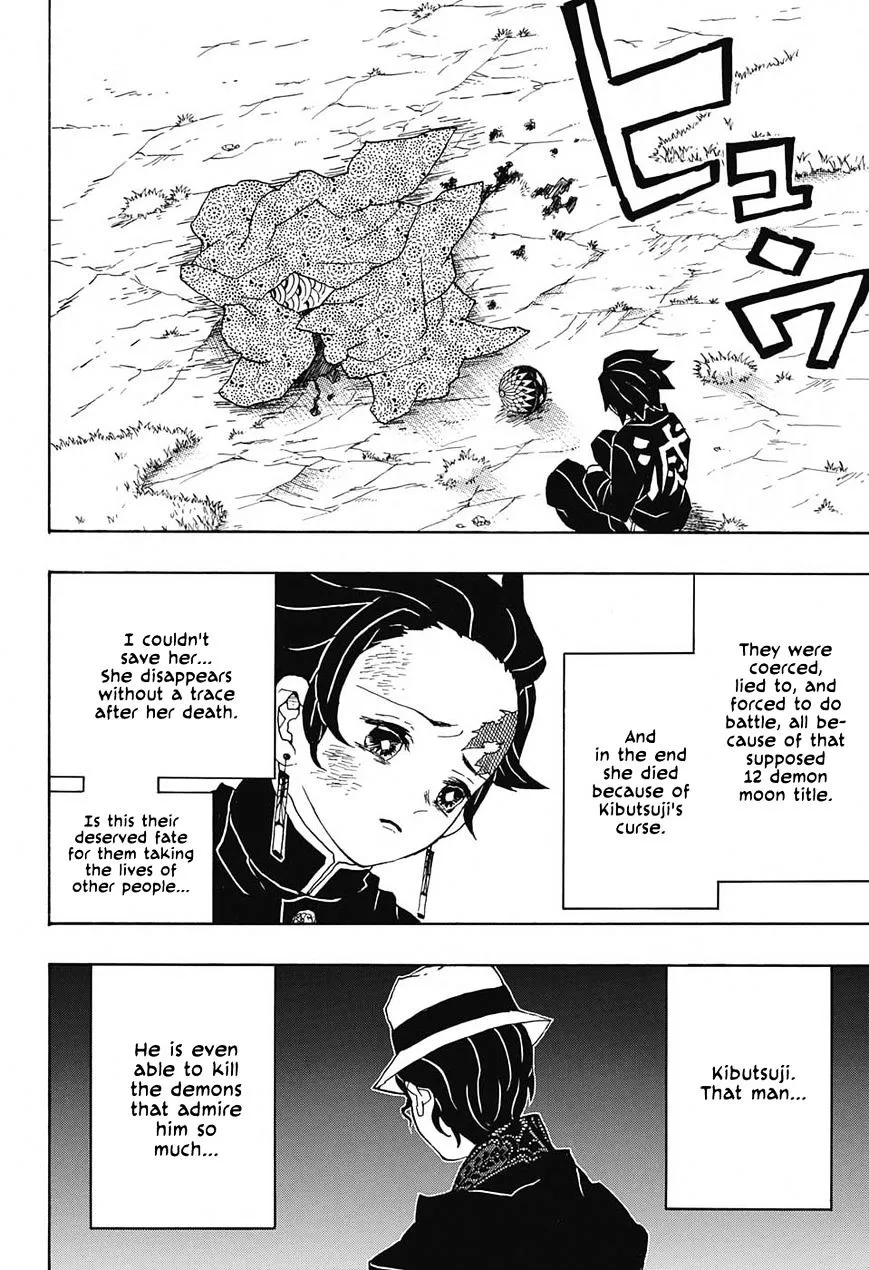 ヒュウ
滅
They were
coerced,
lied to, and
forced to do
battle, all be-
cause of that
supposed
12 demon
moon title.
And
in the end
she died
because of
Kibutsuji's
curse.
I couldn't
save her...
She disappears
without a trace
after her death.
Is this their
deserved fate
for them taking
the lives of
other people...
Kibutsuji.
That man...
He is even
able to kill
the demons
that admire
him so
much...